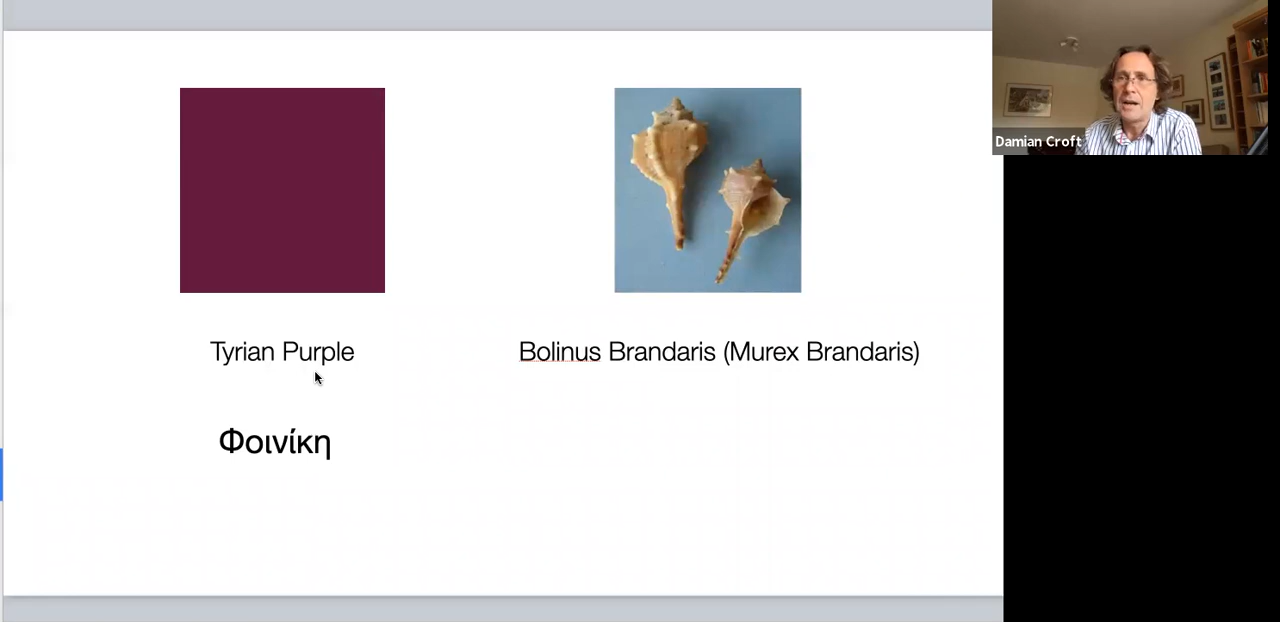 Damian Croft
Tyrian Purple
Bolinus Brandaris (Murex Brandaris)
Φοινίκη